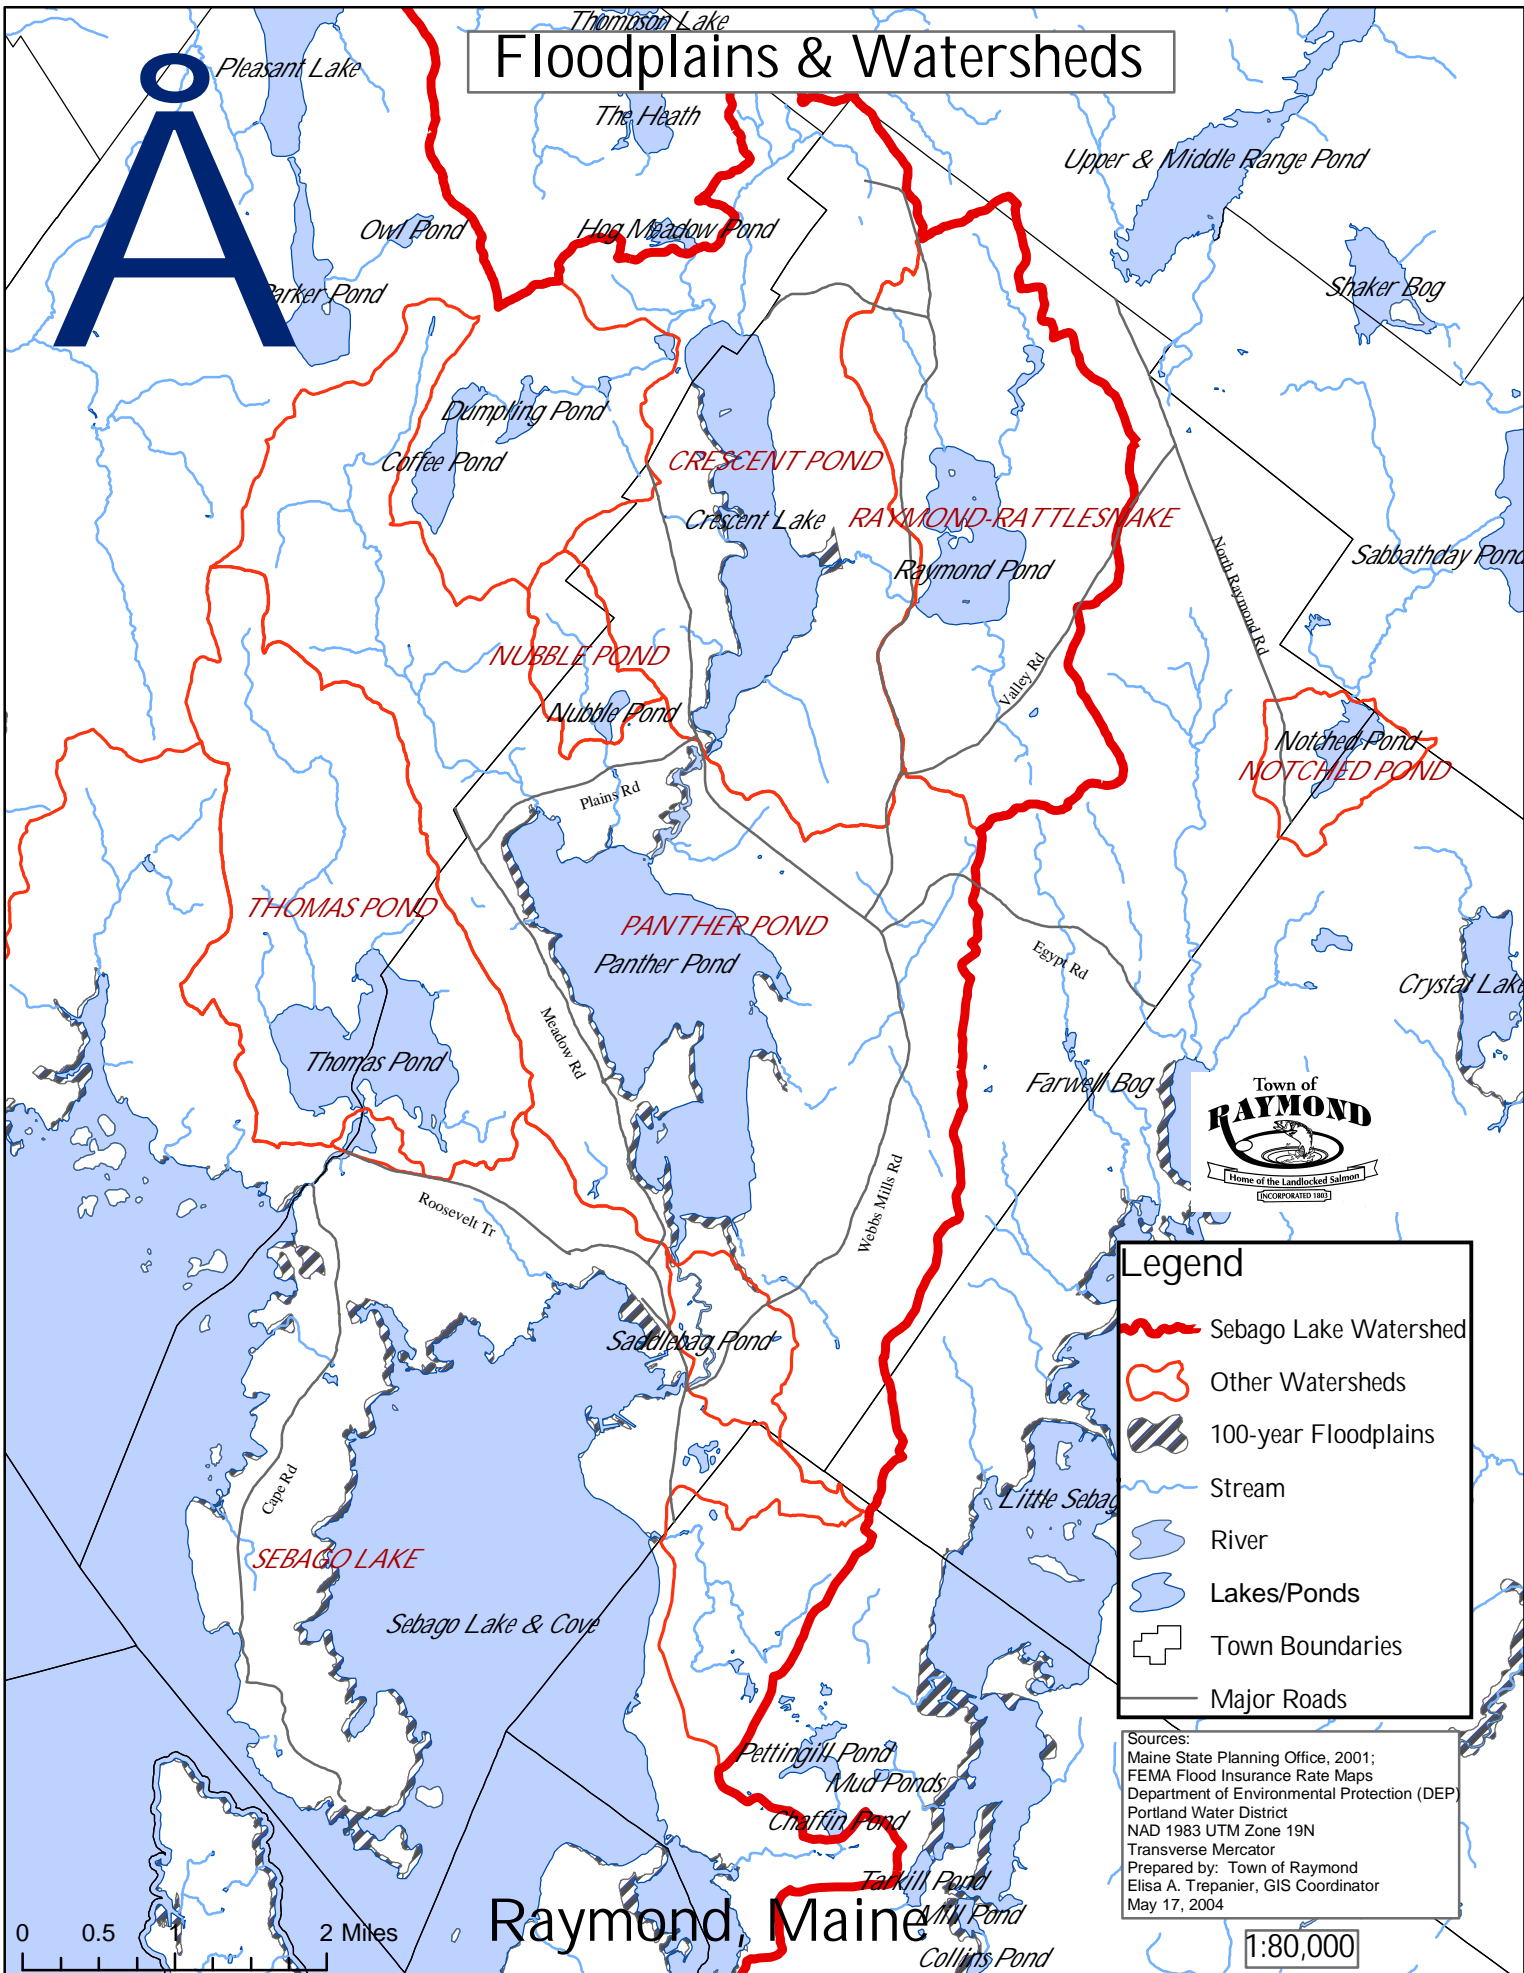 Thompson Lake
Floodplains & Watersheds
Pleasant Lake
The Heath
Upper & Middle Range Pond
Owl Pond
Hog Meadow Pond
Parker Pond
Shaker Bog
Dumpling Pond
Coffee Pond
CRESCENT POND
Crescent Lake
RAYMOND-RATTLESNAKE
Raymond Pond
North Raymond Rd
Sabbathday Pond
NUBBLE POND
Valley Rd
Nubble Pond
Notched Pond
NOTCHED POND
Plains Rd
THOMAS POND
PANTHER POND
Panther Pond
Egypt Rd
Crystal Lake
Meadow Rd
Thomas Pond
Farwell Bog
Town of
RAYMOND
Home of the Landlocked Salmon
INCORPORATED 1803
Roosevelt Tr
Webbs Mills Rd
Saddlebag Pond
Legend
Sebago Lake Watershed
Other Watersheds
100-year Floodplains
Stream
River
Lakes/Ponds
Town Boundaries
Major Roads
Cape Rd
Little Sebag
SEBAGO LAKE
Sebago Lake & Cove
Pettingill Pond
Mud Ponds
Chaffin Pond
Tarkill Pond
Mill Pond
Collins Pond
Sources:
Maine State Planning Office, 2001;
FEMA Flood Insurance Rate Maps
Department of Environmental Protection (DEP)
Portland Water District
NAD 1983 UTM Zone 19N
Transverse Mercator
Prepared by: Town of Raymond
Elisa A. Trepanier, GIS Coordinator
May 17, 2004
Raymond, Maine
0 0.5 1 2 Miles
1:80,000